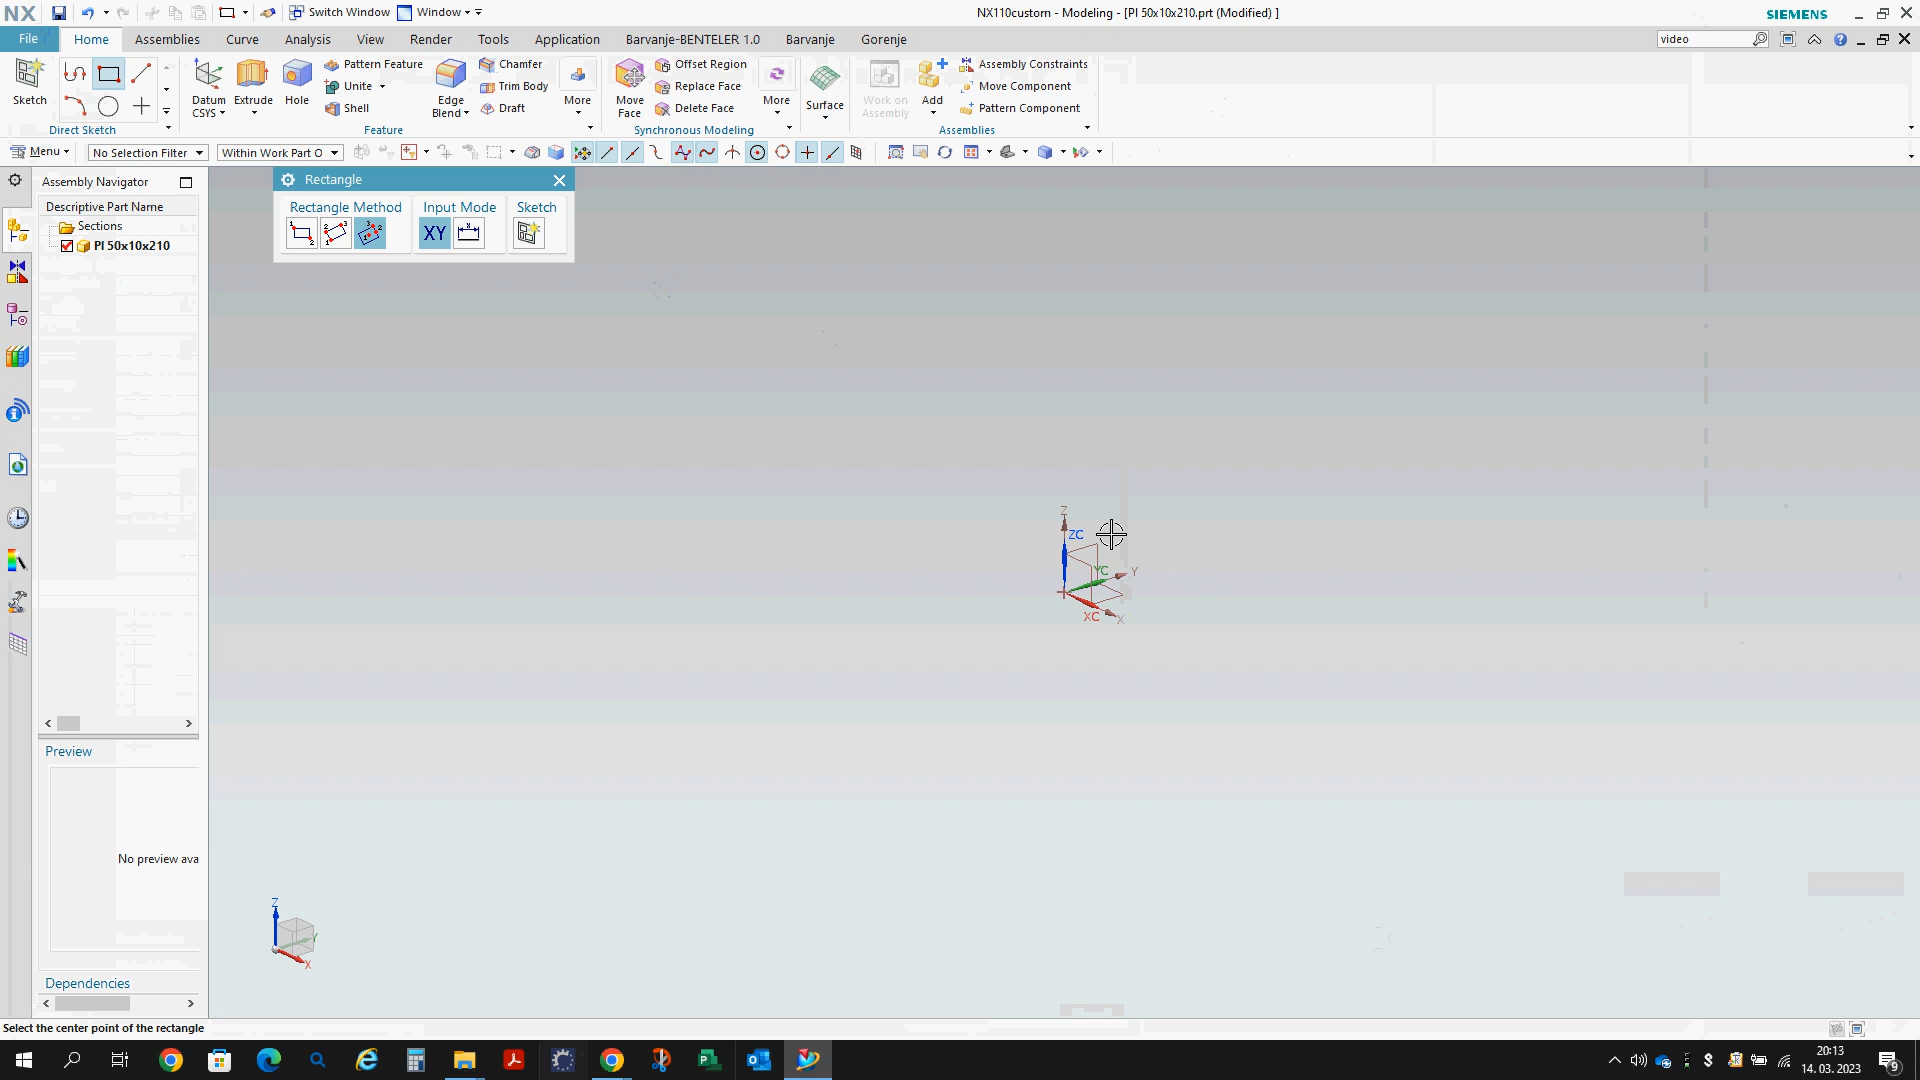 NX Switch Window Window NX110custom - Modeling - [Pl 50x10x210.prt (Modified) ] SIEMENS
File Home Assemblies Curve Analysis View Render Tools Application Barvanje-BENTELER 1.0 Barvanje Gorenje video
Sketch
Direct Sketch
Datum CSYS
Extrude
Hole
Pattern Feature
Unite
Shell
Edge Blend
Chamfer
Trim Body
Draft
More
Feature
Move Face
Offset Region
Replace Face
Delete Face
More
Synchronous Modeling
Surface
Work on Assembly
Add
Assembly Constraints
Move Component
Pattern Component
Assemblies
Menu No Selection Filter Within Work Part O
Assembly Navigator
Descriptive Part Name
Sections
Pl 50x10x210
Rectangle
Rectangle Method Input Mode Sketch
XY
Z
ZC
YC Y
XC X
Preview
No preview ava
Z
Y
X
Dependencies
Select the center point of the rectangle
20:13
14. 03. 2023
9